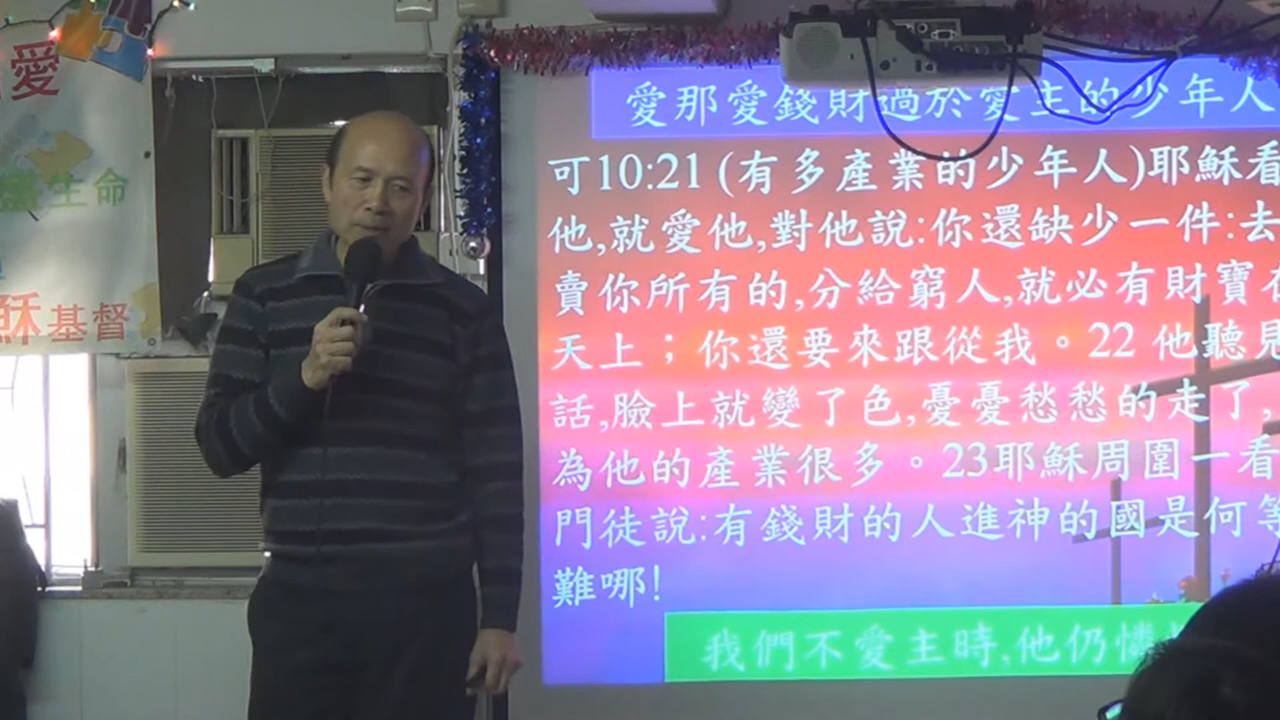 愛
生命
穌基督
愛那愛錢財過於愛主的少年人
可10:21 (有多產業的少年人)耶穌看
他,就愛他,對他說:你還缺少一件:去
賣你所有的,分給窮人,就必有財寶在
天上；你還要來跟從我。22 他聽見
話,臉上就變了色,憂憂愁愁的走了,
為他的產業很多。23耶穌周圍一看
門徒說:有錢財的人進神的國是何等
難哪!
我們不愛主時,他仍憐